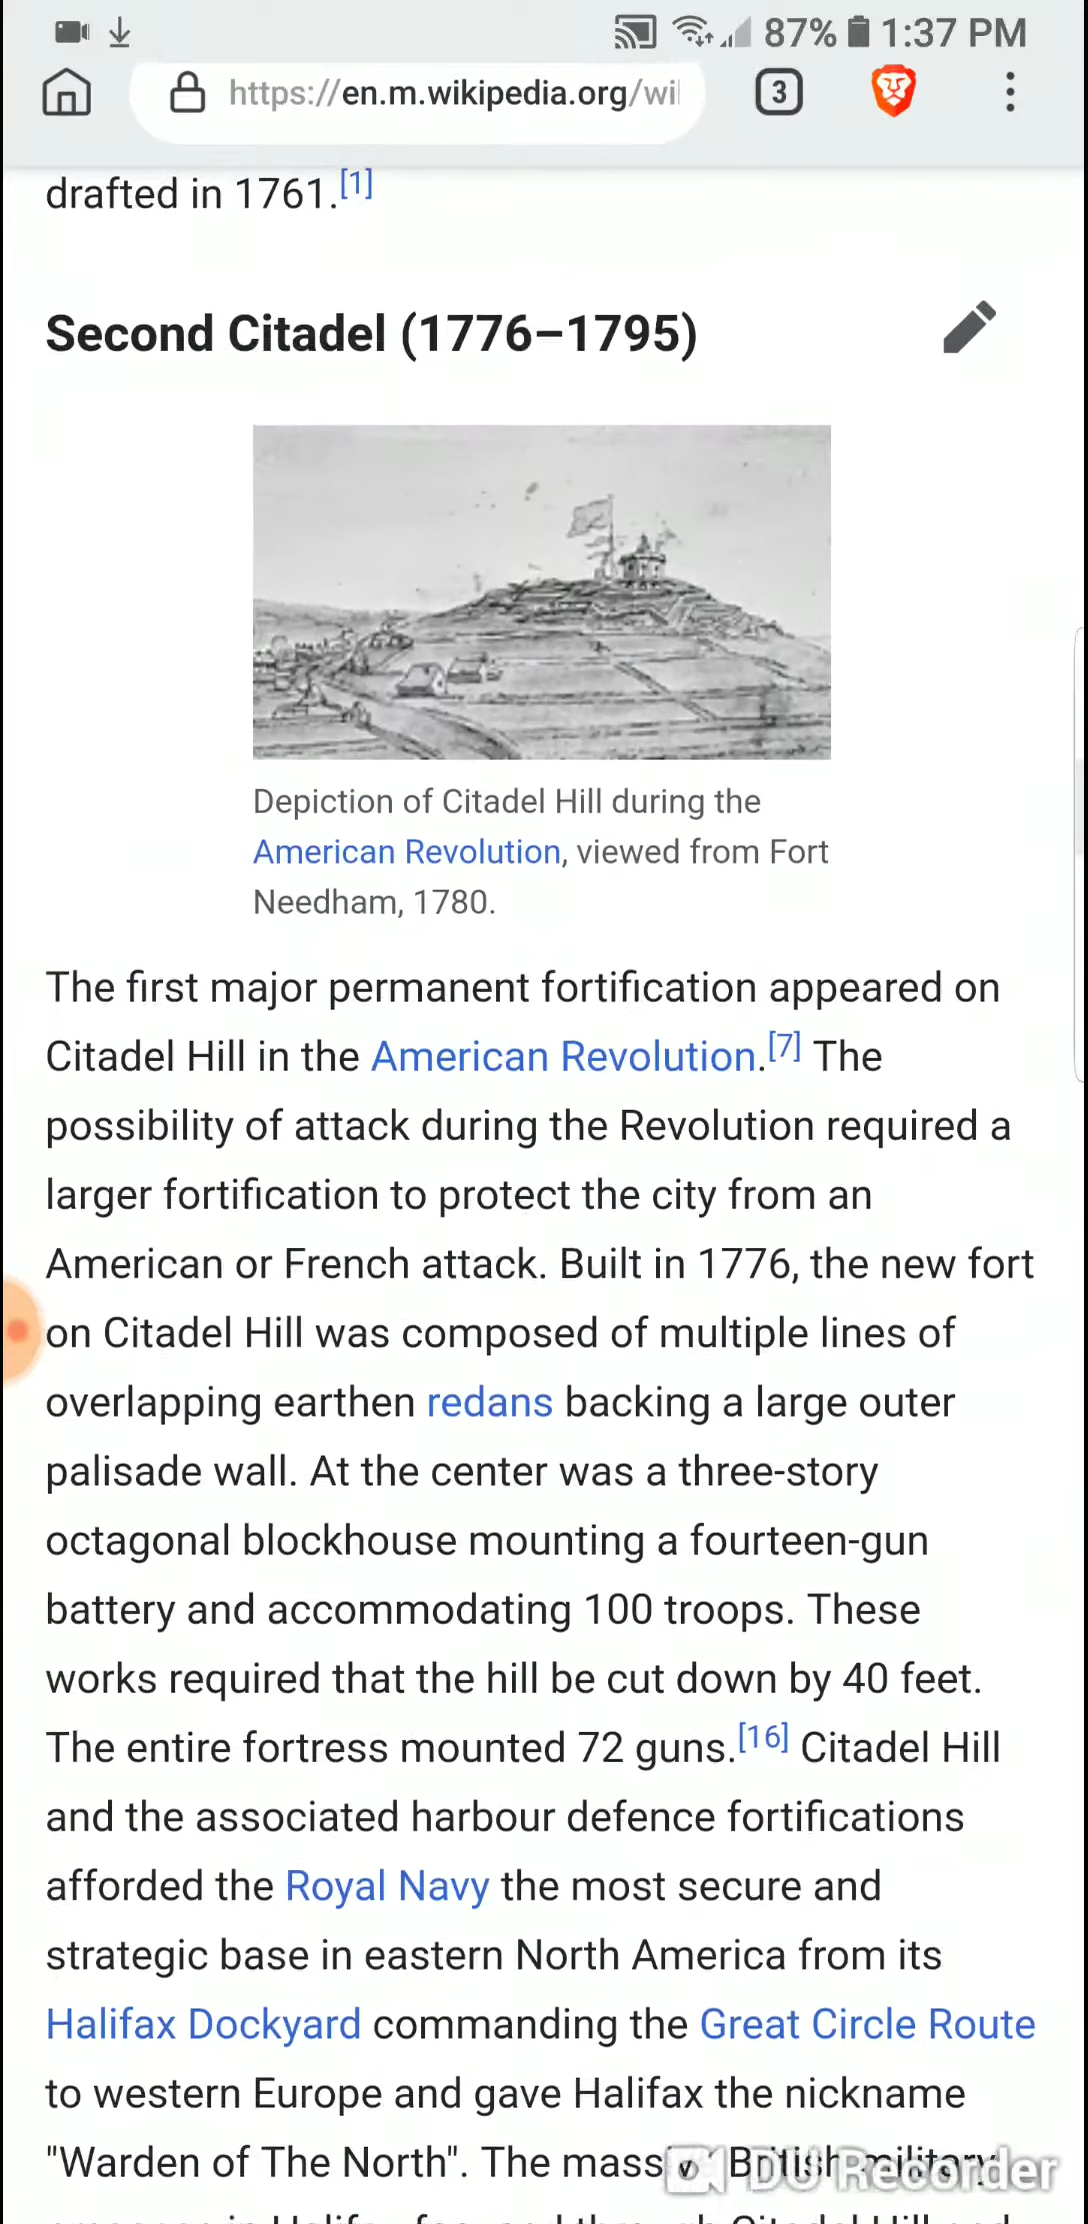 87% 1:37 PM
https://en.m.wikipedia.org/wi
3
drafted in 1761.[1]
Second Citadel (1776–1795)
Depiction of Citadel Hill during the
American Revolution, viewed from Fort
Needham, 1780.
The first major permanent fortification appeared on
Citadel Hill in the American Revolution.[7] The
possibility of attack during the Revolution required a
larger fortification to protect the city from an
American or French attack. Built in 1776, the new fort
on Citadel Hill was composed of multiple lines of
overlapping earthen redans backing a large outer
palisade wall. At the center was a three-story
octagonal blockhouse mounting a fourteen-gun
battery and accommodating 100 troops. These
works required that the hill be cut down by 40 feet.
The entire fortress mounted 72 guns.[16] Citadel Hill
and the associated harbour defence fortifications
afforded the Royal Navy the most secure and
strategic base in eastern North America from its
Halifax Dockyard commanding the Great Circle Route
to western Europe and gave Halifax the nickname
"Warden of The North". The British military
DU Recorder